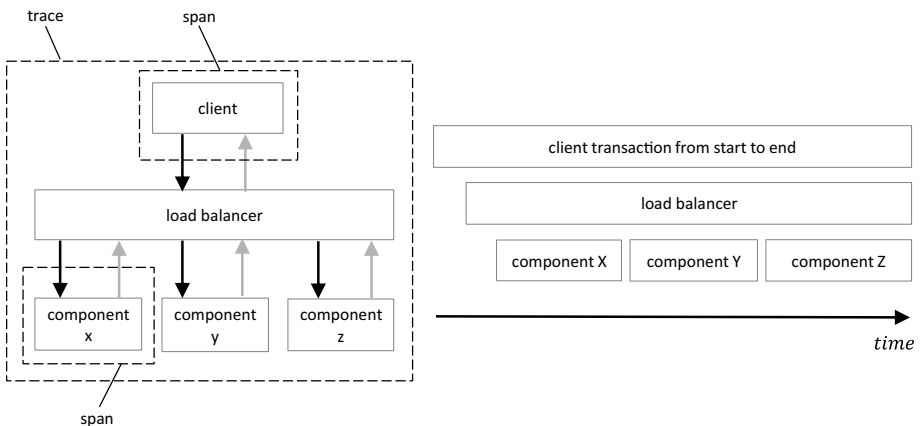 trace
span
client
load balancer
component
x
component
y
component
z
span
client transaction from start to end
load balancer
component X
component Y
component Z
time